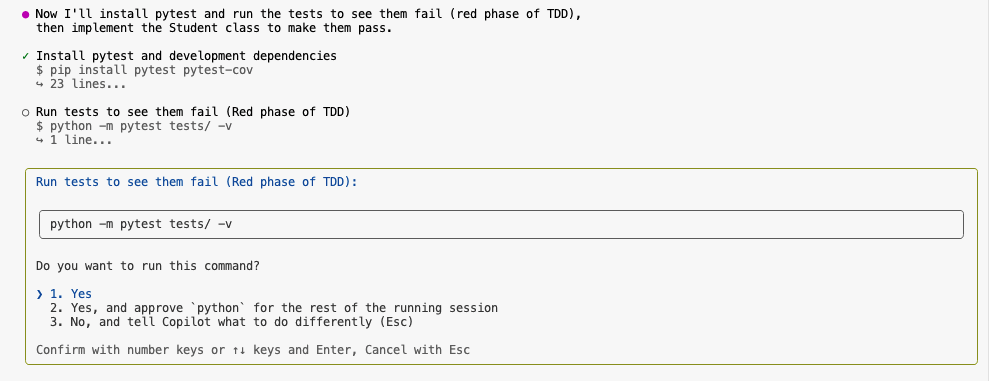 ● Now I'll install pytest and run the tests to see them fail (red phase of TDD),
then implement the Student class to make them pass.
✓ Install pytest and development dependencies
$ pip install pytest pytest-cov
↪ 23 lines...
○ Run tests to see them fail (Red phase of TDD)
$ python -m pytest tests/ -v
↪ 1 line...
Run tests to see them fail (Red phase of TDD):
python -m pytest tests/ -v
Do you want to run this command?
❯ 1. Yes
2. Yes, and approve `python` for the rest of the running session
3. No, and tell Copilot what to do differently (Esc)
Confirm with number keys or ↑↓ keys and Enter, Cancel with Esc